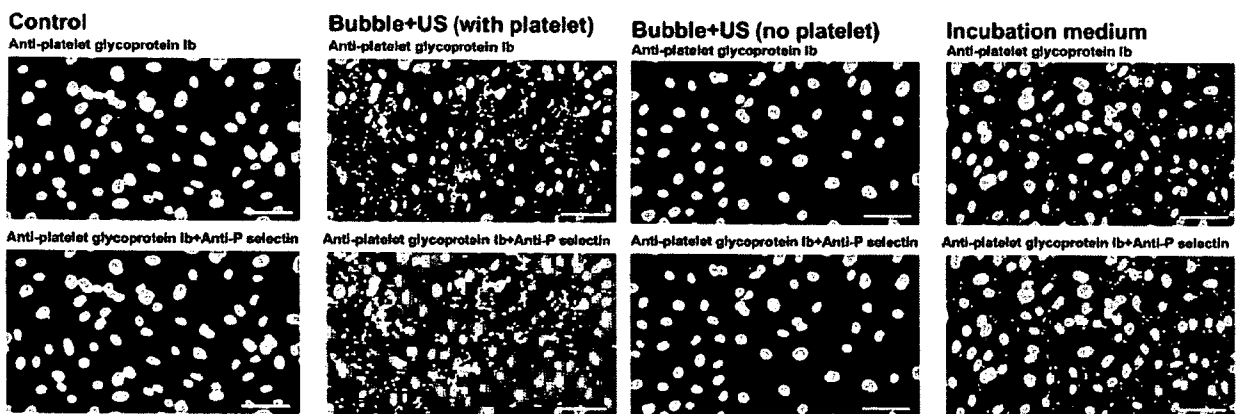 Control
Anti-platelet glycoprotein Ib
Bubble+US (with platelet)
Anti-platelet glycoprotein Ib
Bubble+US (no platelet)
Anti-platelet glycoprotein Ib
Incubation medium
Anti-platelet glycoprotein Ib
Anti-platelet glycoprotein Ib+Anti-P selectin
Anti-platelet glycoprotein Ib+Anti-P selectin
Anti-platelet glycoprotein Ib+Anti-P selectin
Anti-platelet glycoprotein Ib+Anti-P selectin